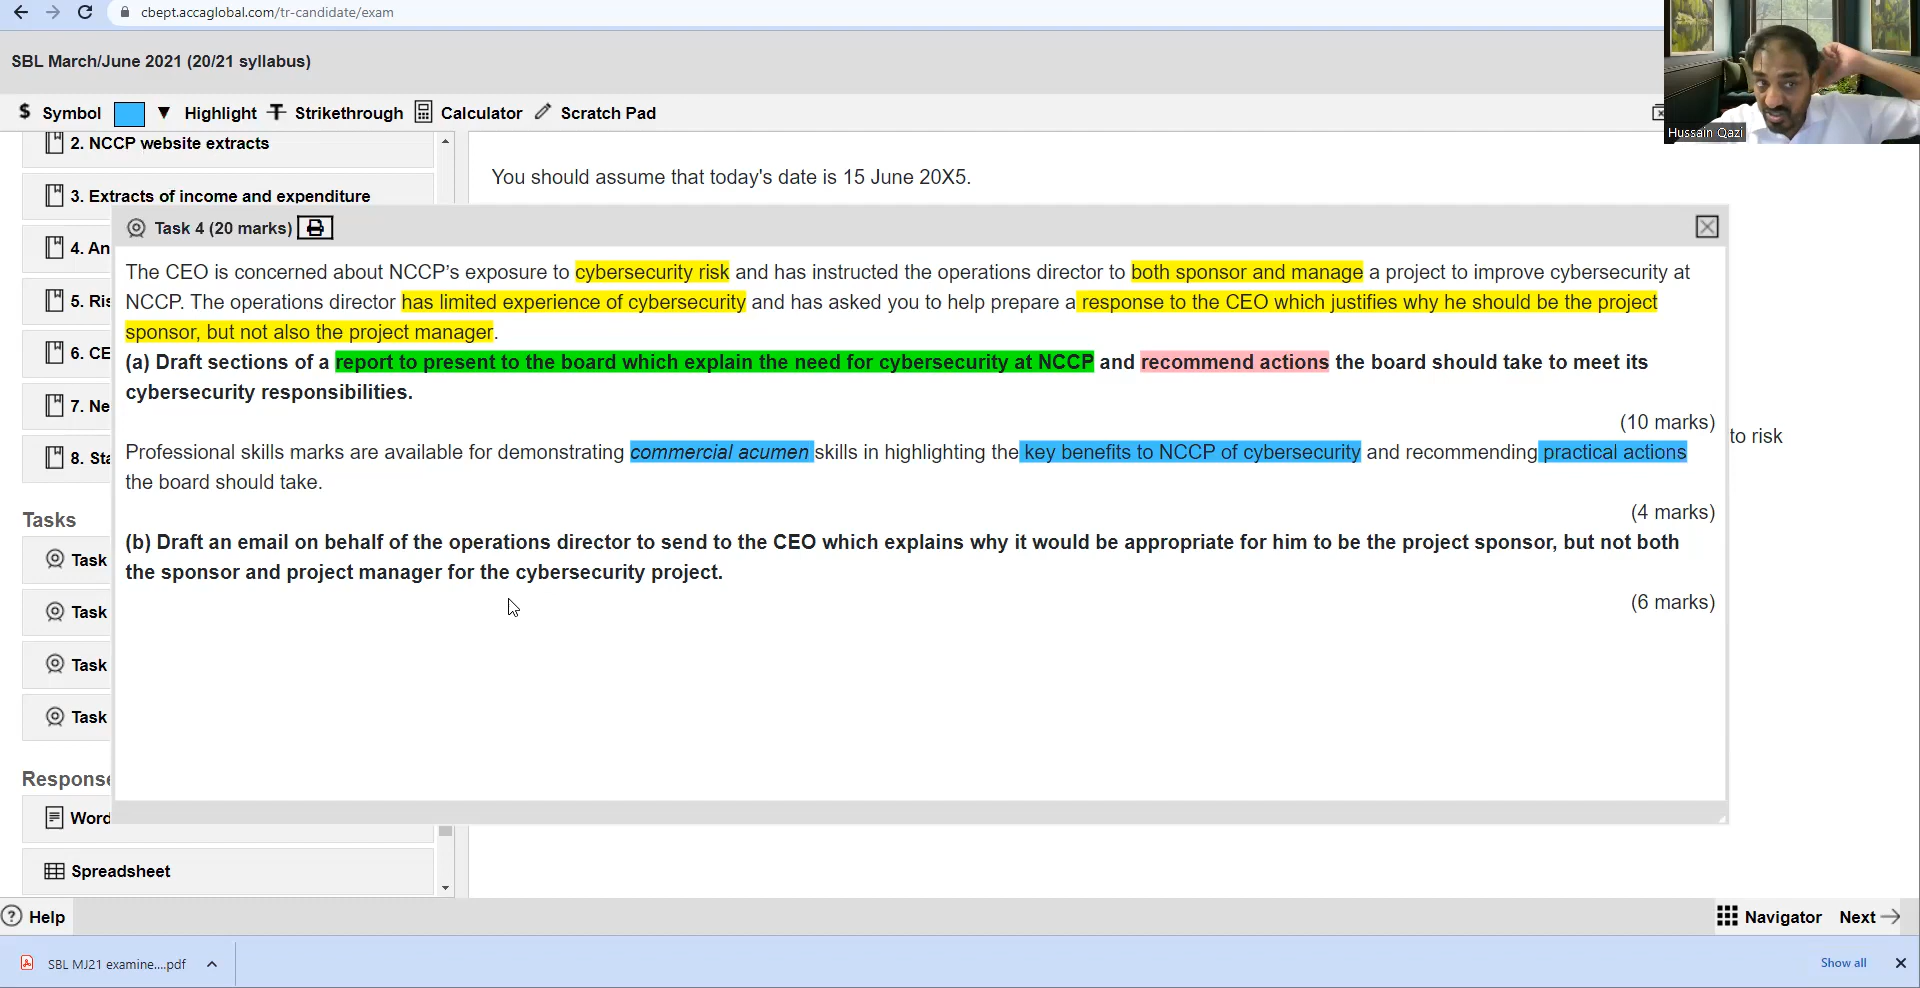 cbept.accaglobal.com/tr-candidate/exam
SBL March/June 2021 (20/21 syllabus)
$ Symbol Highlight Strikethrough Calculator Scratch Pad
Hussain Qazi
2. NCCP website extracts
You should assume that today's date is 15 June 20X5.
3. Extracts of income and expenditure
Task 4 (20 marks)
4. An
5. Ris
6. CE
7. Ne
8. Sta
The CEO is concerned about NCCP's exposure to cybersecurity risk and has instructed the operations director to both sponsor and manage a project to improve cybersecurity at
NCCP. The operations director has limited experience of cybersecurity and has asked you to help prepare a response to the CEO which justifies why he should be the project
sponsor, but not also the project manager.
(a) Draft sections of a report to present to the board which explain the need for cybersecurity at NCCP and recommend actions the board should take to meet its
cybersecurity responsibilities.
(10 marks)
to risk
Professional skills marks are available for demonstrating commercial acumen skills in highlighting the key benefits to NCCP of cybersecurity and recommending practical actions
the board should take.
(4 marks)
(b) Draft an email on behalf of the operations director to send to the CEO which explains why it would be appropriate for him to be the project sponsor, but not both
the sponsor and project manager for the cybersecurity project.
(6 marks)
Tasks
Task
Task
Task
Task
Response
Word
Spreadsheet
Help
Navigator Next
SBL MJ21 examine....pdf
Show all